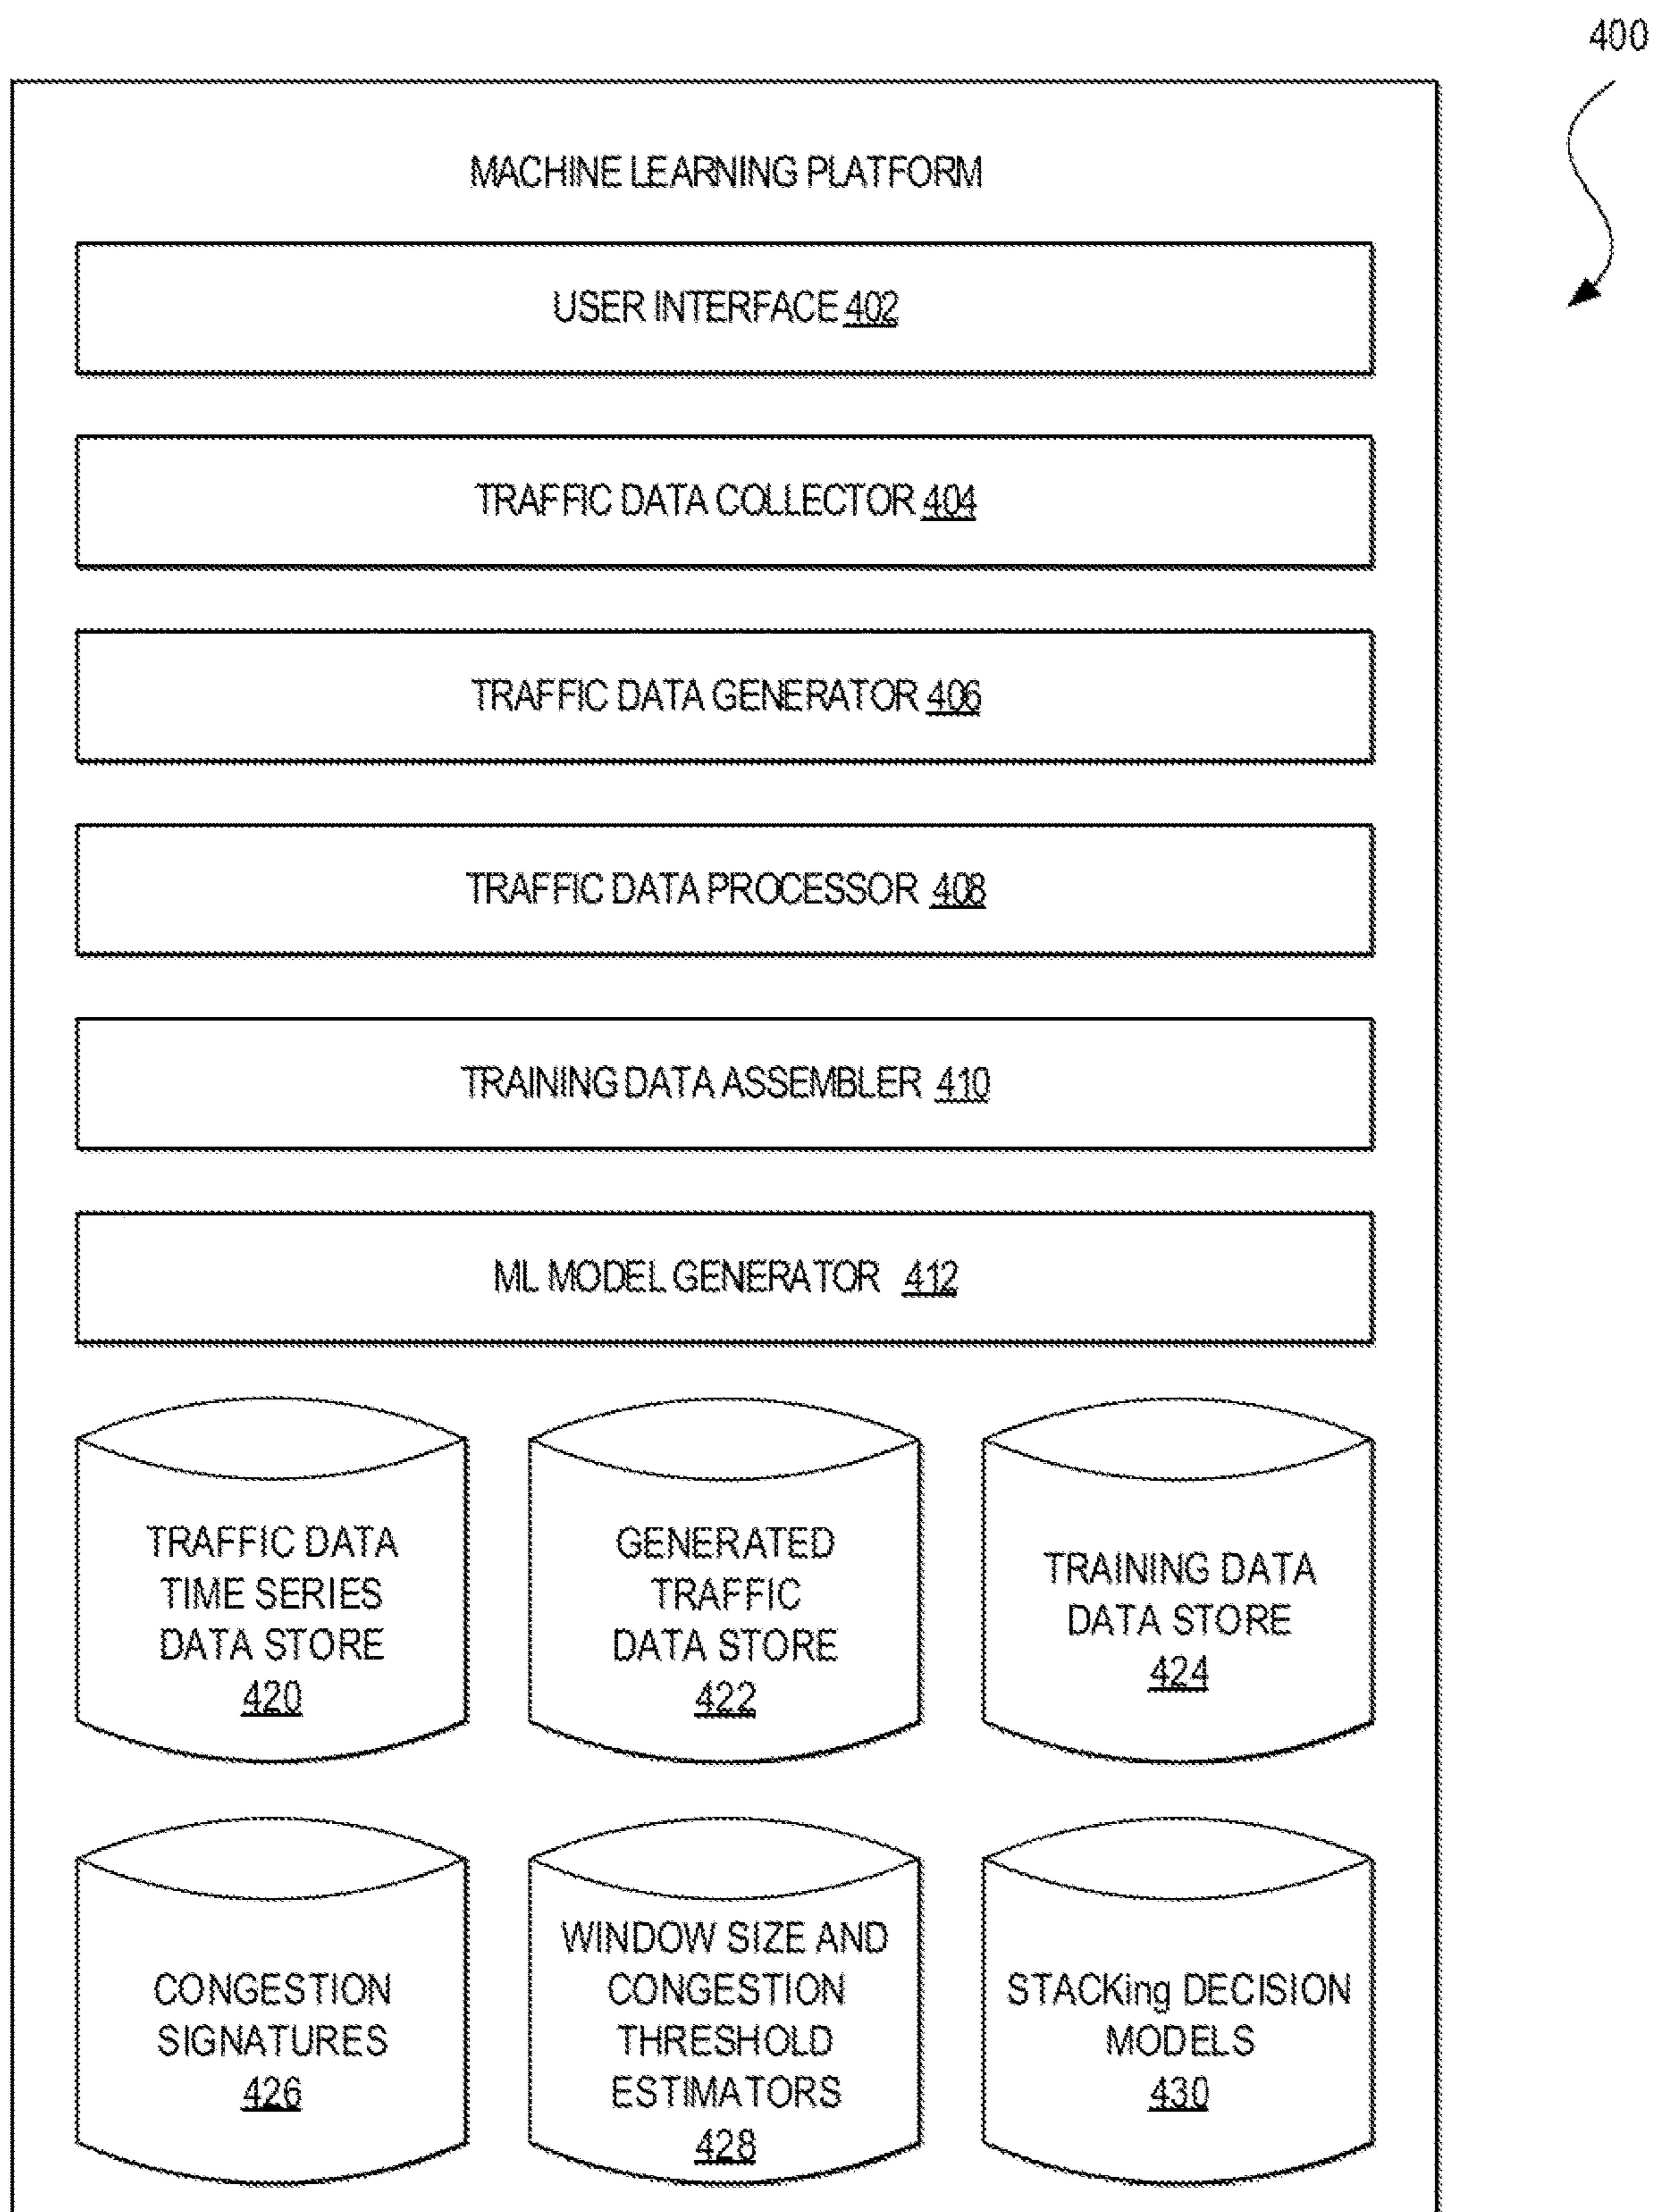 400
MACHINE LEARNING PLATFORM
USER INTERFACE 402
TRAFFIC DATA COLLECTOR 404
TRAFFIC DATA GENERATOR 406
TRAFFIC DATA PROCESSOR 408
TRAINING DATA ASSEMBLER 410
ML MODEL GENERATOR 412
TRAFFIC DATA
TIME SERIES
DATA STORE
420
GENERATED
TRAFFIC
DATA STORE
422
TRAINING DATA
DATA STORE
424
CONGESTION
SIGNATURES
426
WINDOW SIZE AND
CONGESTION
THRESHOLD
ESTIMATORS
428
STACKing DECISION
MODELS
430